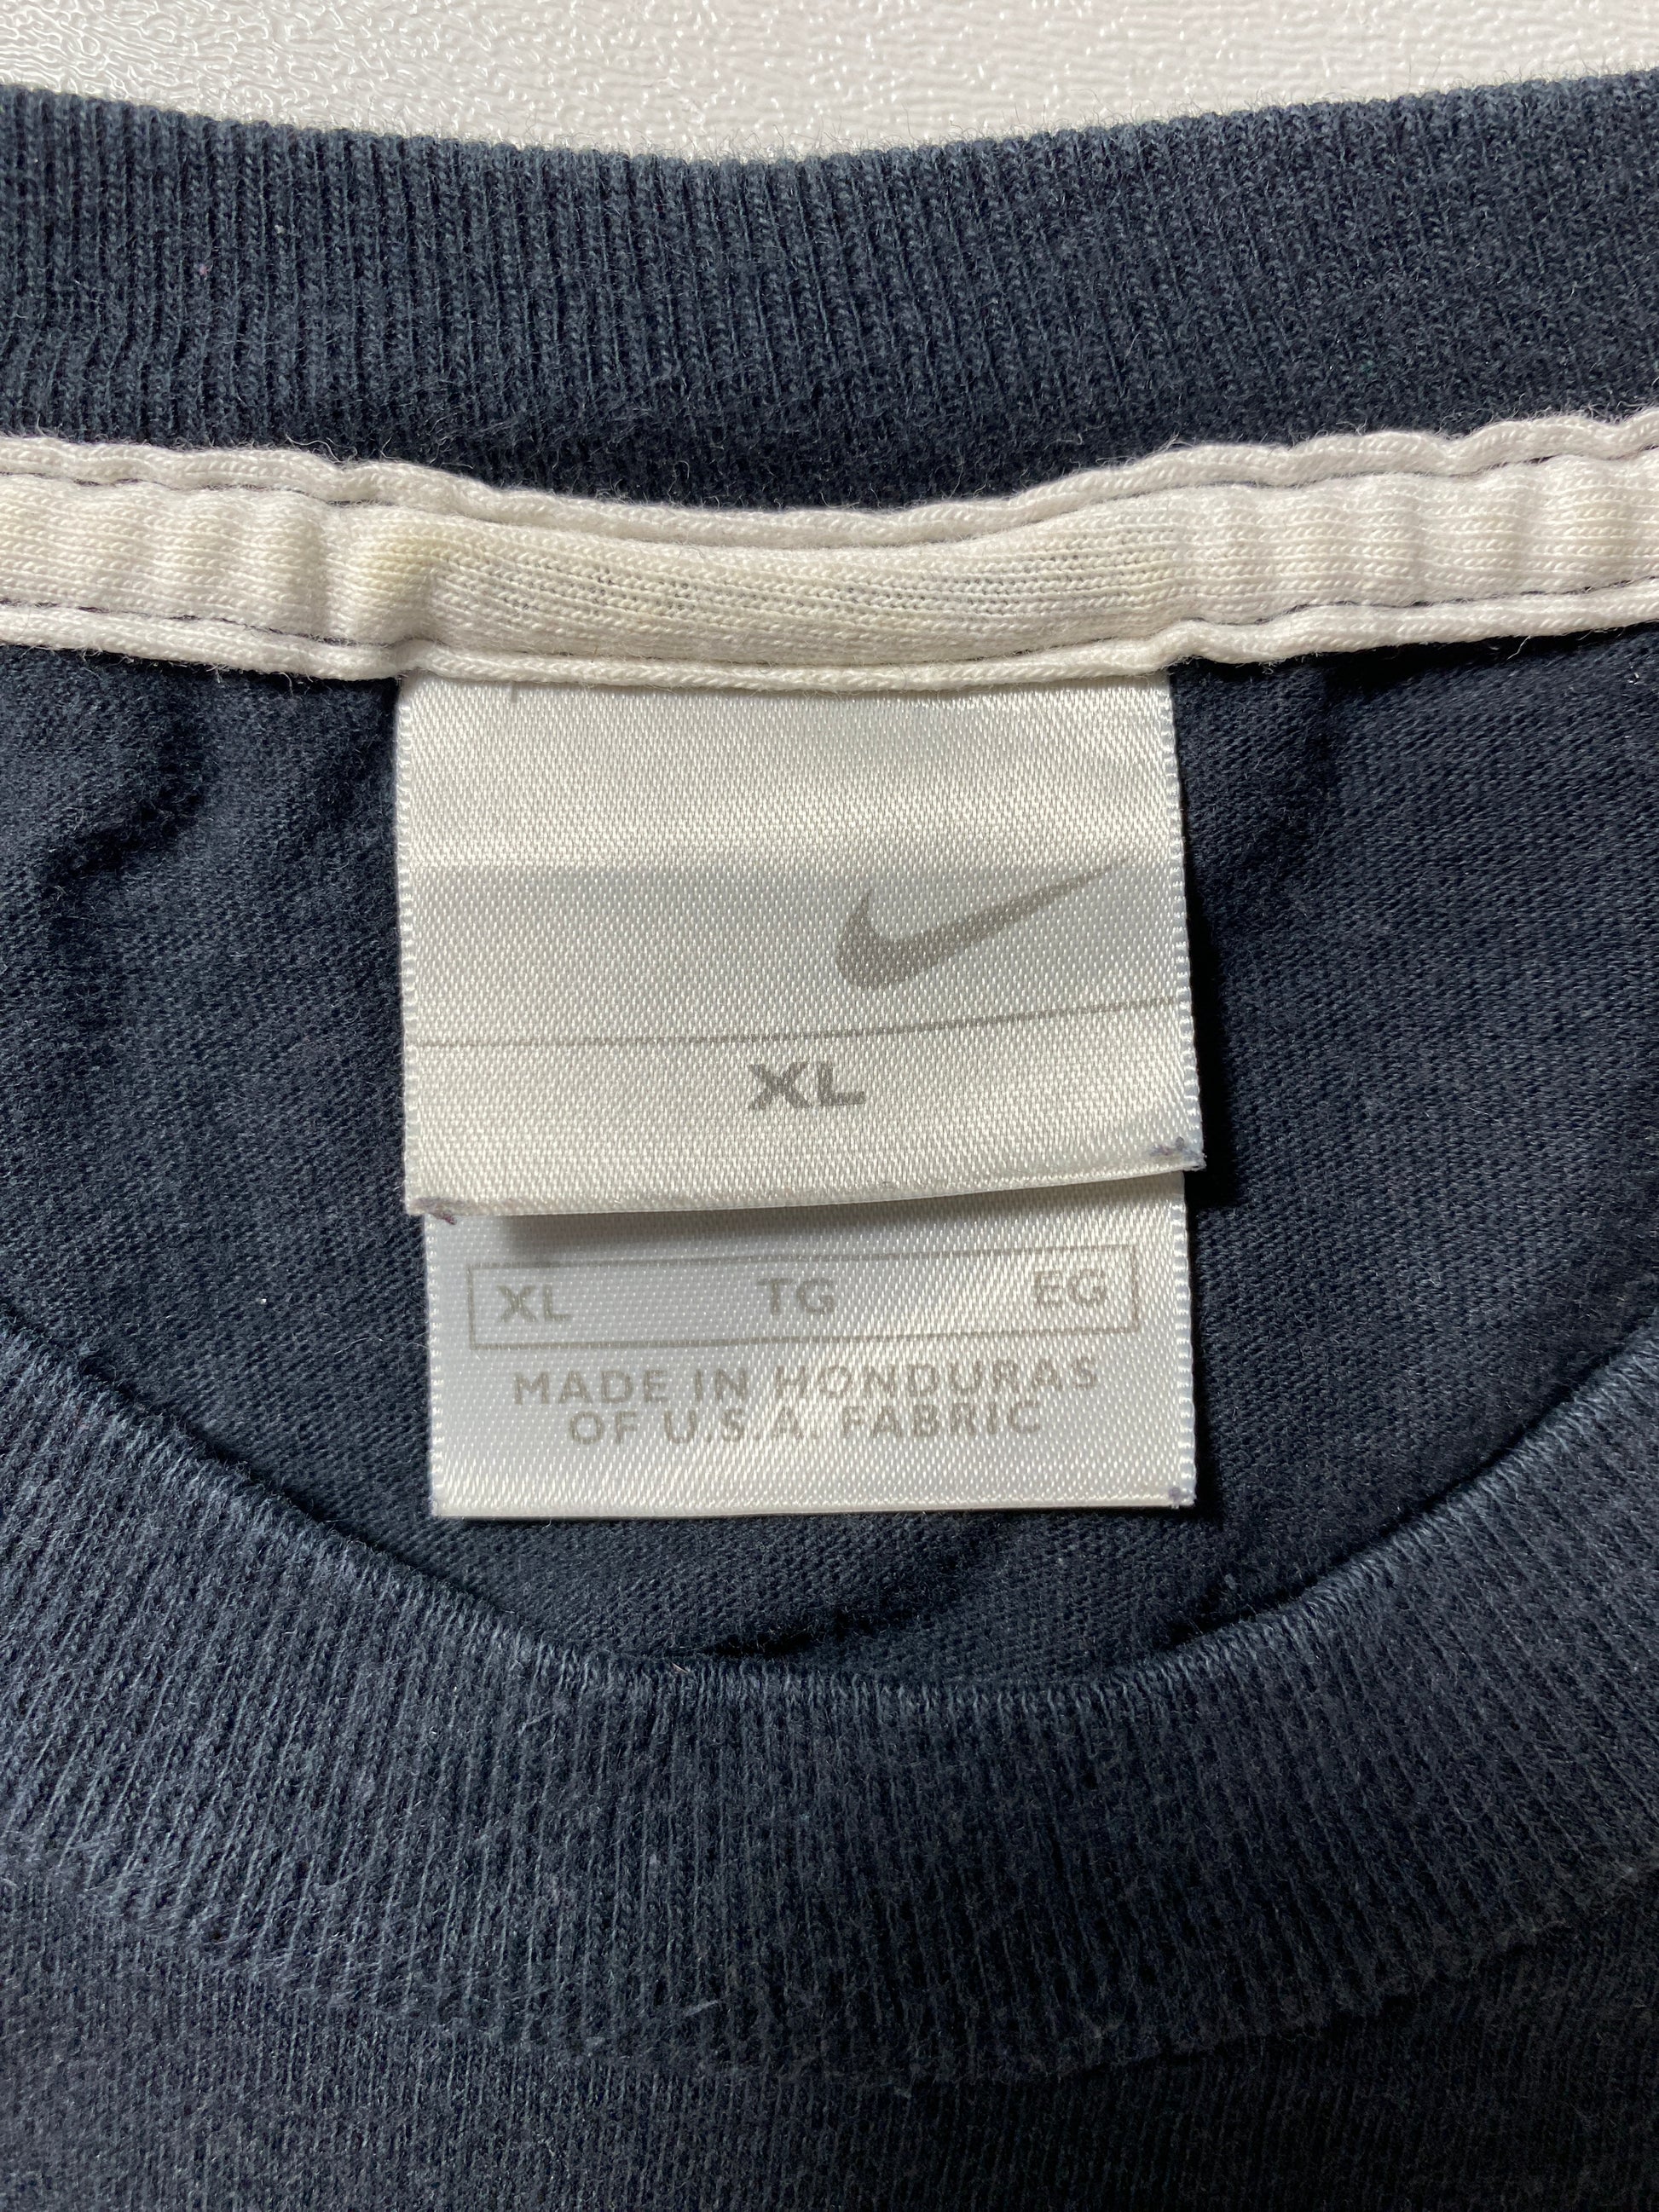 XL
XL TG EG
MADE IN HONDURAS
OF U.S.A. FABRIC